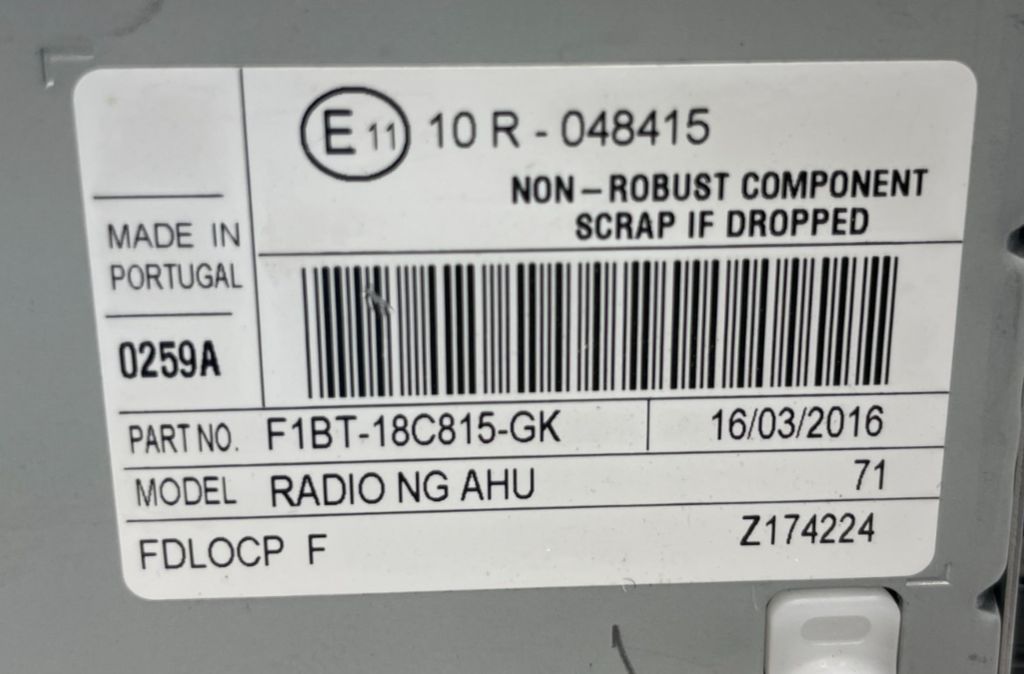 E 11 10 R - 048415
NON-ROBUST COMPONENT
SCRAP IF DROPPED
MADE IN
PORTUGAL
0259A
PART NO. F1BT-18C815-GK 16/03/2016
MODEL RADIO NG AHU 71
FDLOCP F Z174224